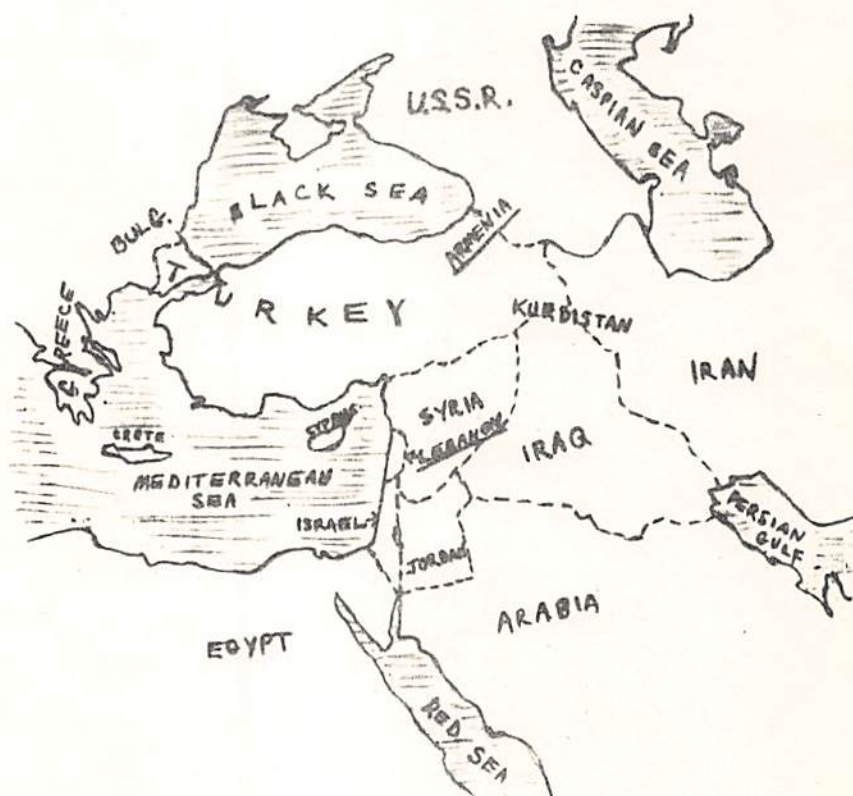 U.S.S.R.
CASPIAN SEA
BLACK SEA
BULG.
ARMENIA
TURKEY
GREECE
KURDISTAN
IRAN
SYRIA
LEBANON
IRAQ
CYPRUS
CRETE
MEDITERRANEAN
SEA
ISRAEL
JORDAN
PERSIAN
GULF
ARABIA
EGYPT
RED SEA